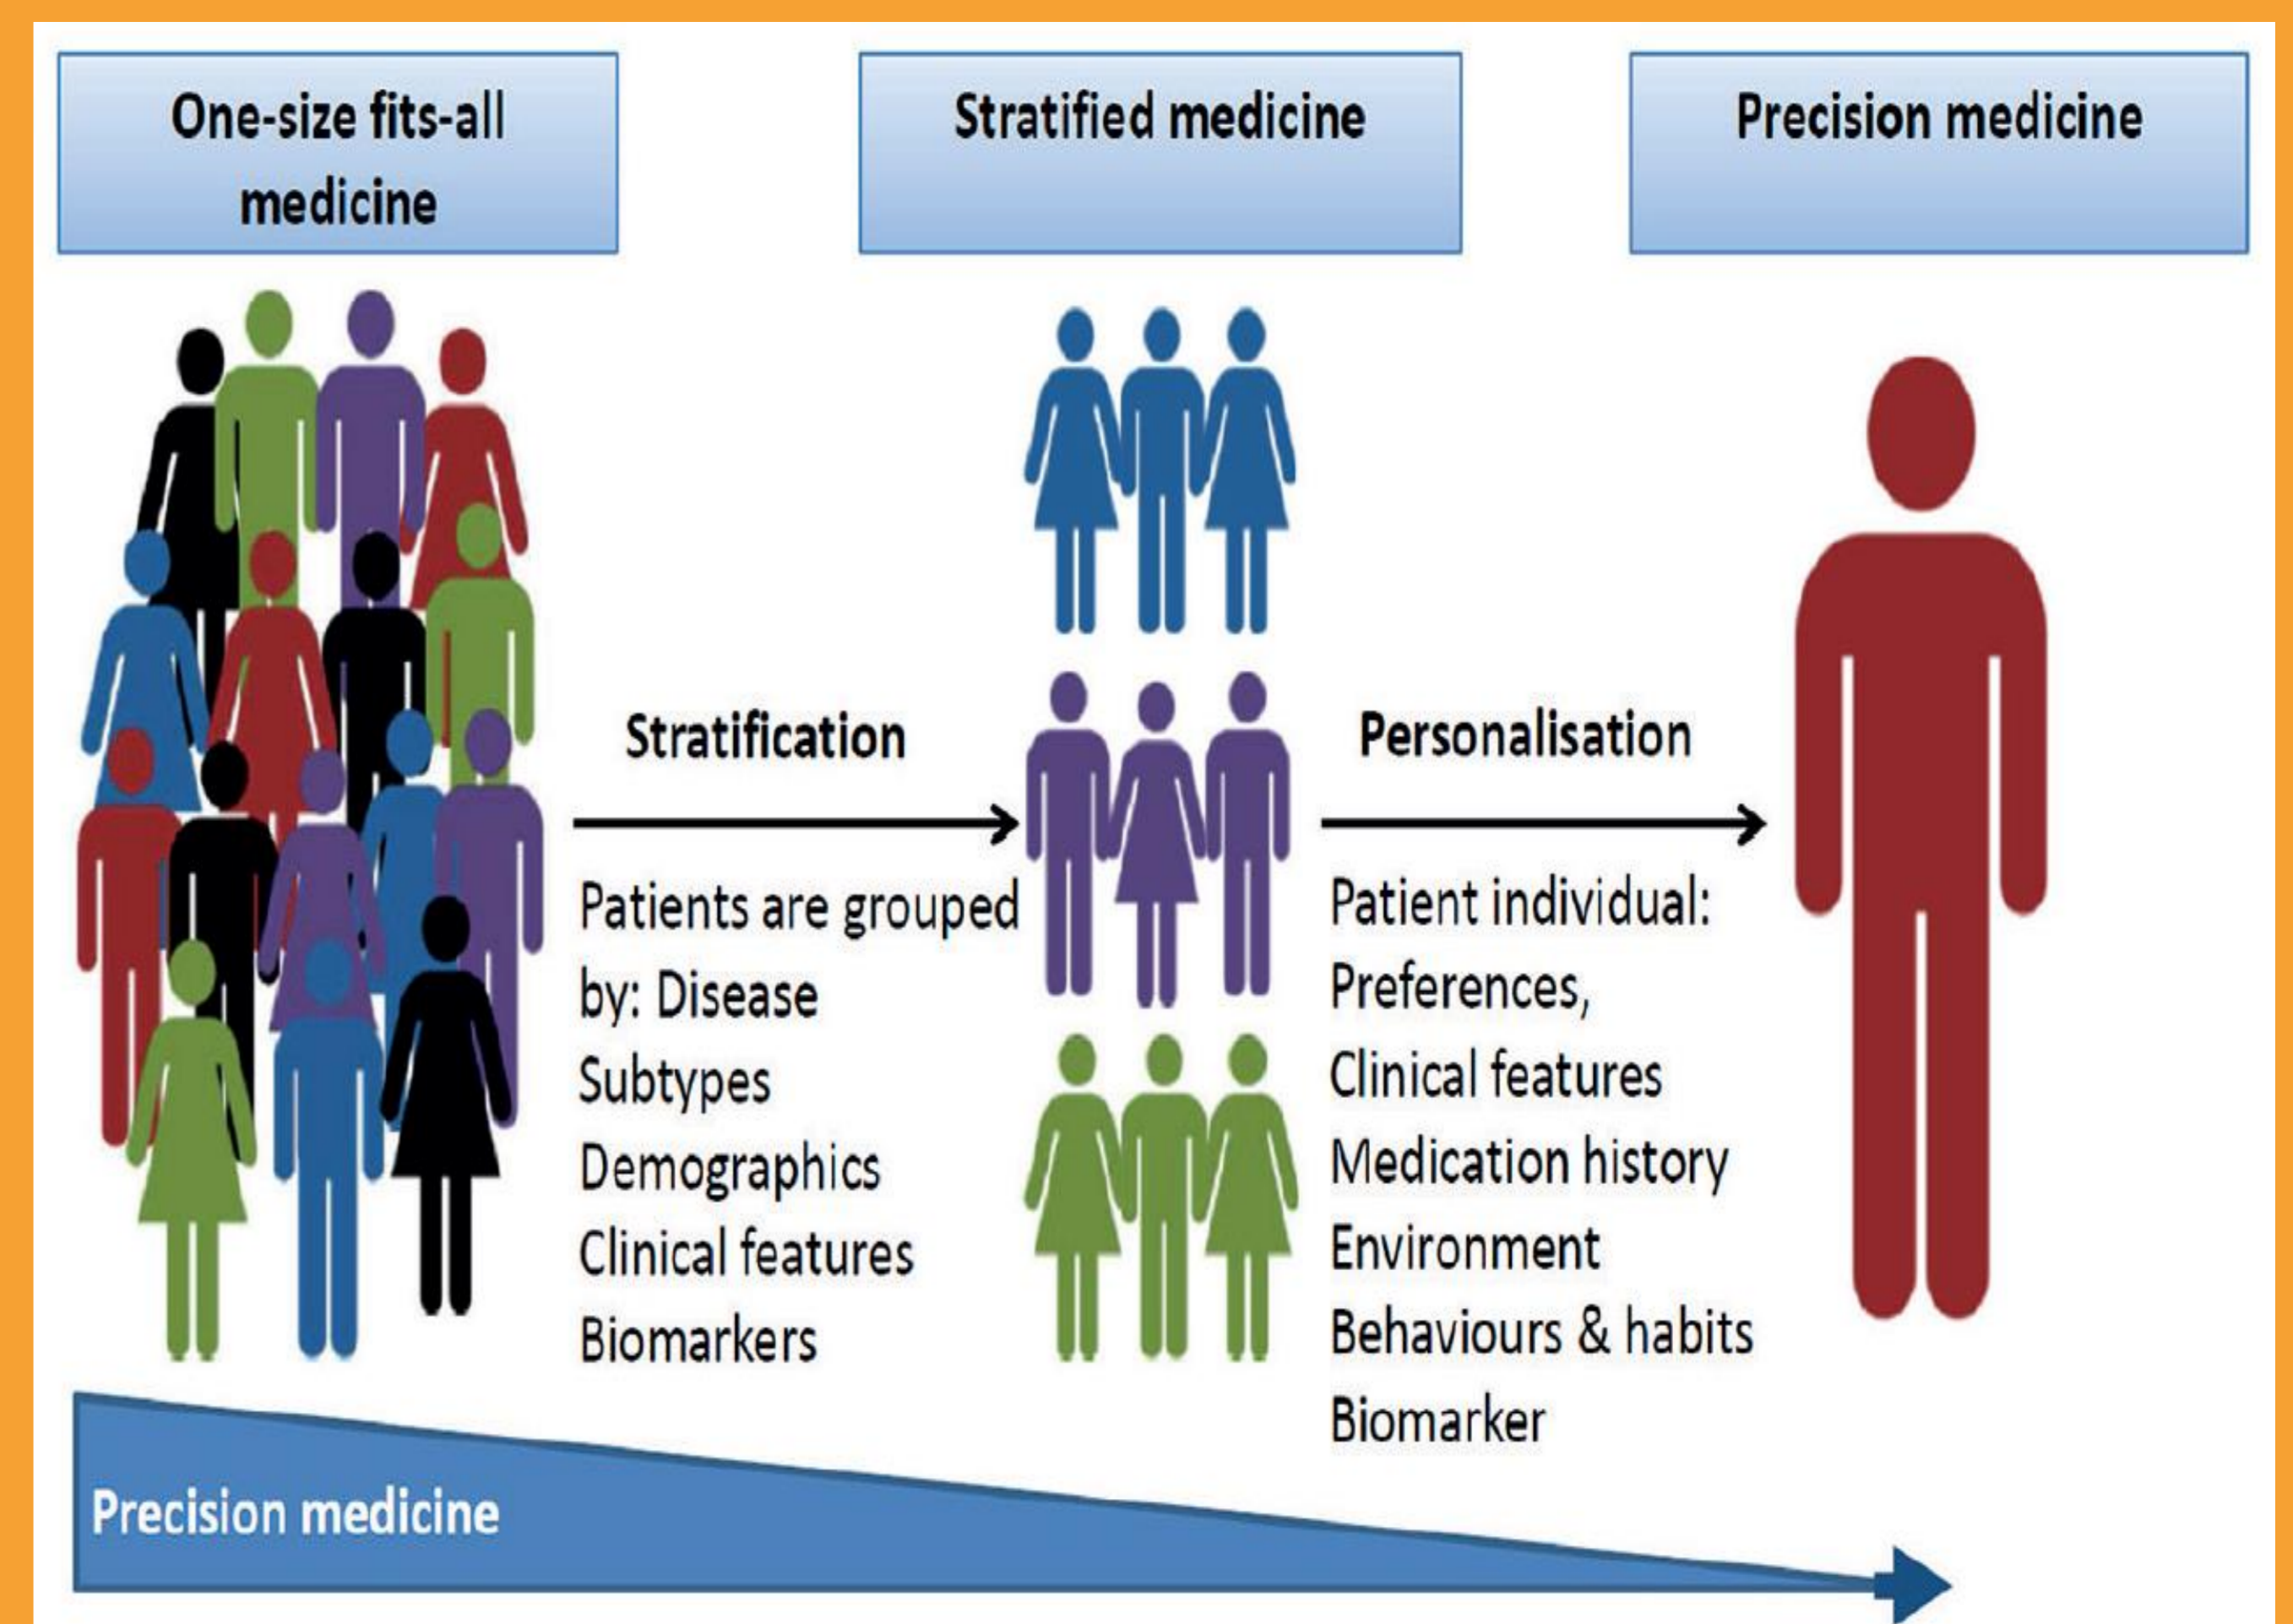 One-size fits-all
medicine
Stratified medicine
Precision medicine
Stratification
Patients are grouped
by: Disease
Subtypes
Demographics
Clinical features
Biomarkers
Personalisation
Patient individual:
Preferences,
Clinical features
Medication history
Environment
Behaviours & habits
Biomarker
Precision medicine